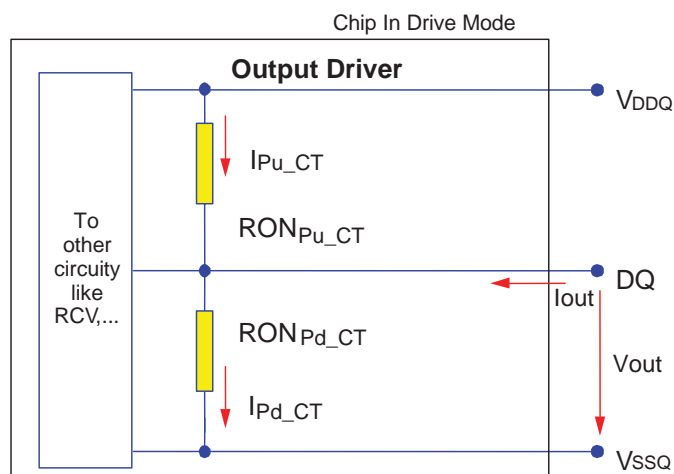 Chip In Drive Mode
Output Driver
VDDQ
IPu_CT
RONPu_CT
To
other
circuity
like
RCV,...
DQ
Iout
RONPd_CT
Vout
IPd_CT
VSSQ